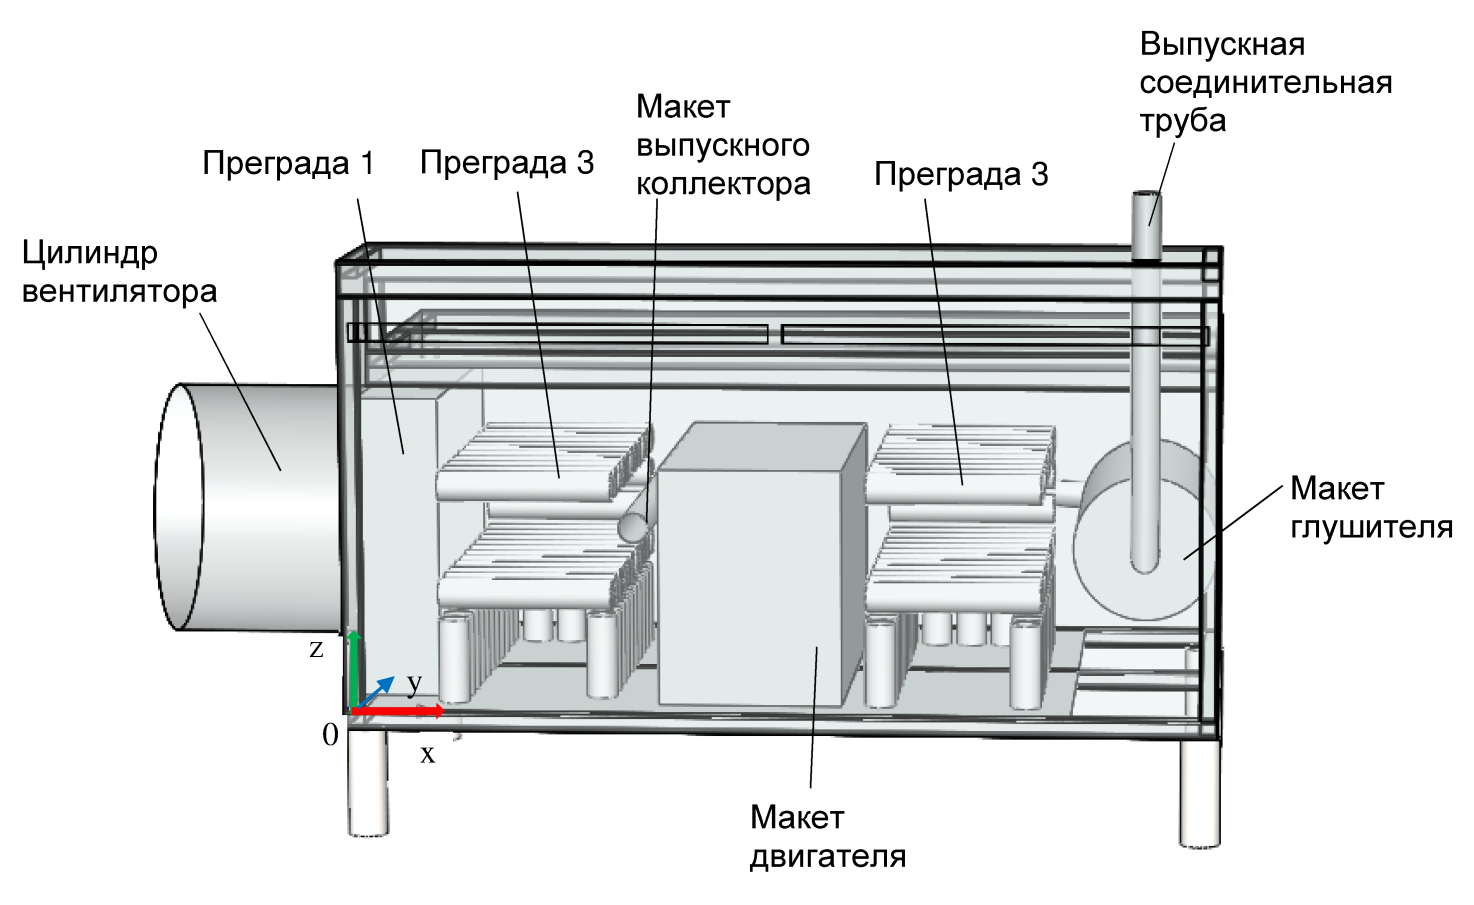 Выпускная
соединительная
труба
Макет
выпускного
коллектора
Преграда 1
Преграда 3
Преграда 3
Цилиндр
вентилятора
Макет
глушителя
z
y
0
x
Макет
двигателя